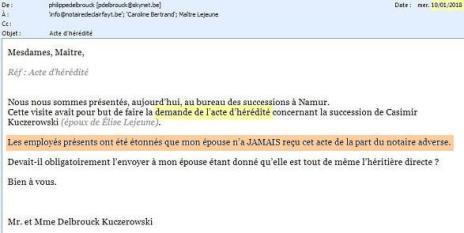 De : philippedelbrouck [pdelbrouck@skynet.be] Date : mer. 10/01/2018
À : 'info@notairededairfayt.be'; 'Caroline Bertrand'; Maître Lejeune
Cc :
Objet : Acte d'hérédité
Mesdames, Maître,
Réf : Acte d'hérédité
Nous nous sommes présentés, aujourd'hui, au bureau des successions à Namur.
Cette visite avait pour but de faire la demande de l'acte d'hérédité concernant la succession de Casimir
Kuczerowski (époux de Élise Lejeune).
Les employés présents ont été étonnés que mon épouse n'a JAMAIS reçu cet acte de la part du notaire adverse.
Devait-il obligatoirement l'envoyer à mon épouse étant donné qu'elle est tout de même l'héritière directe ?
Bien à vous.
Mr. et Mme Delbrouck Kuczerowski